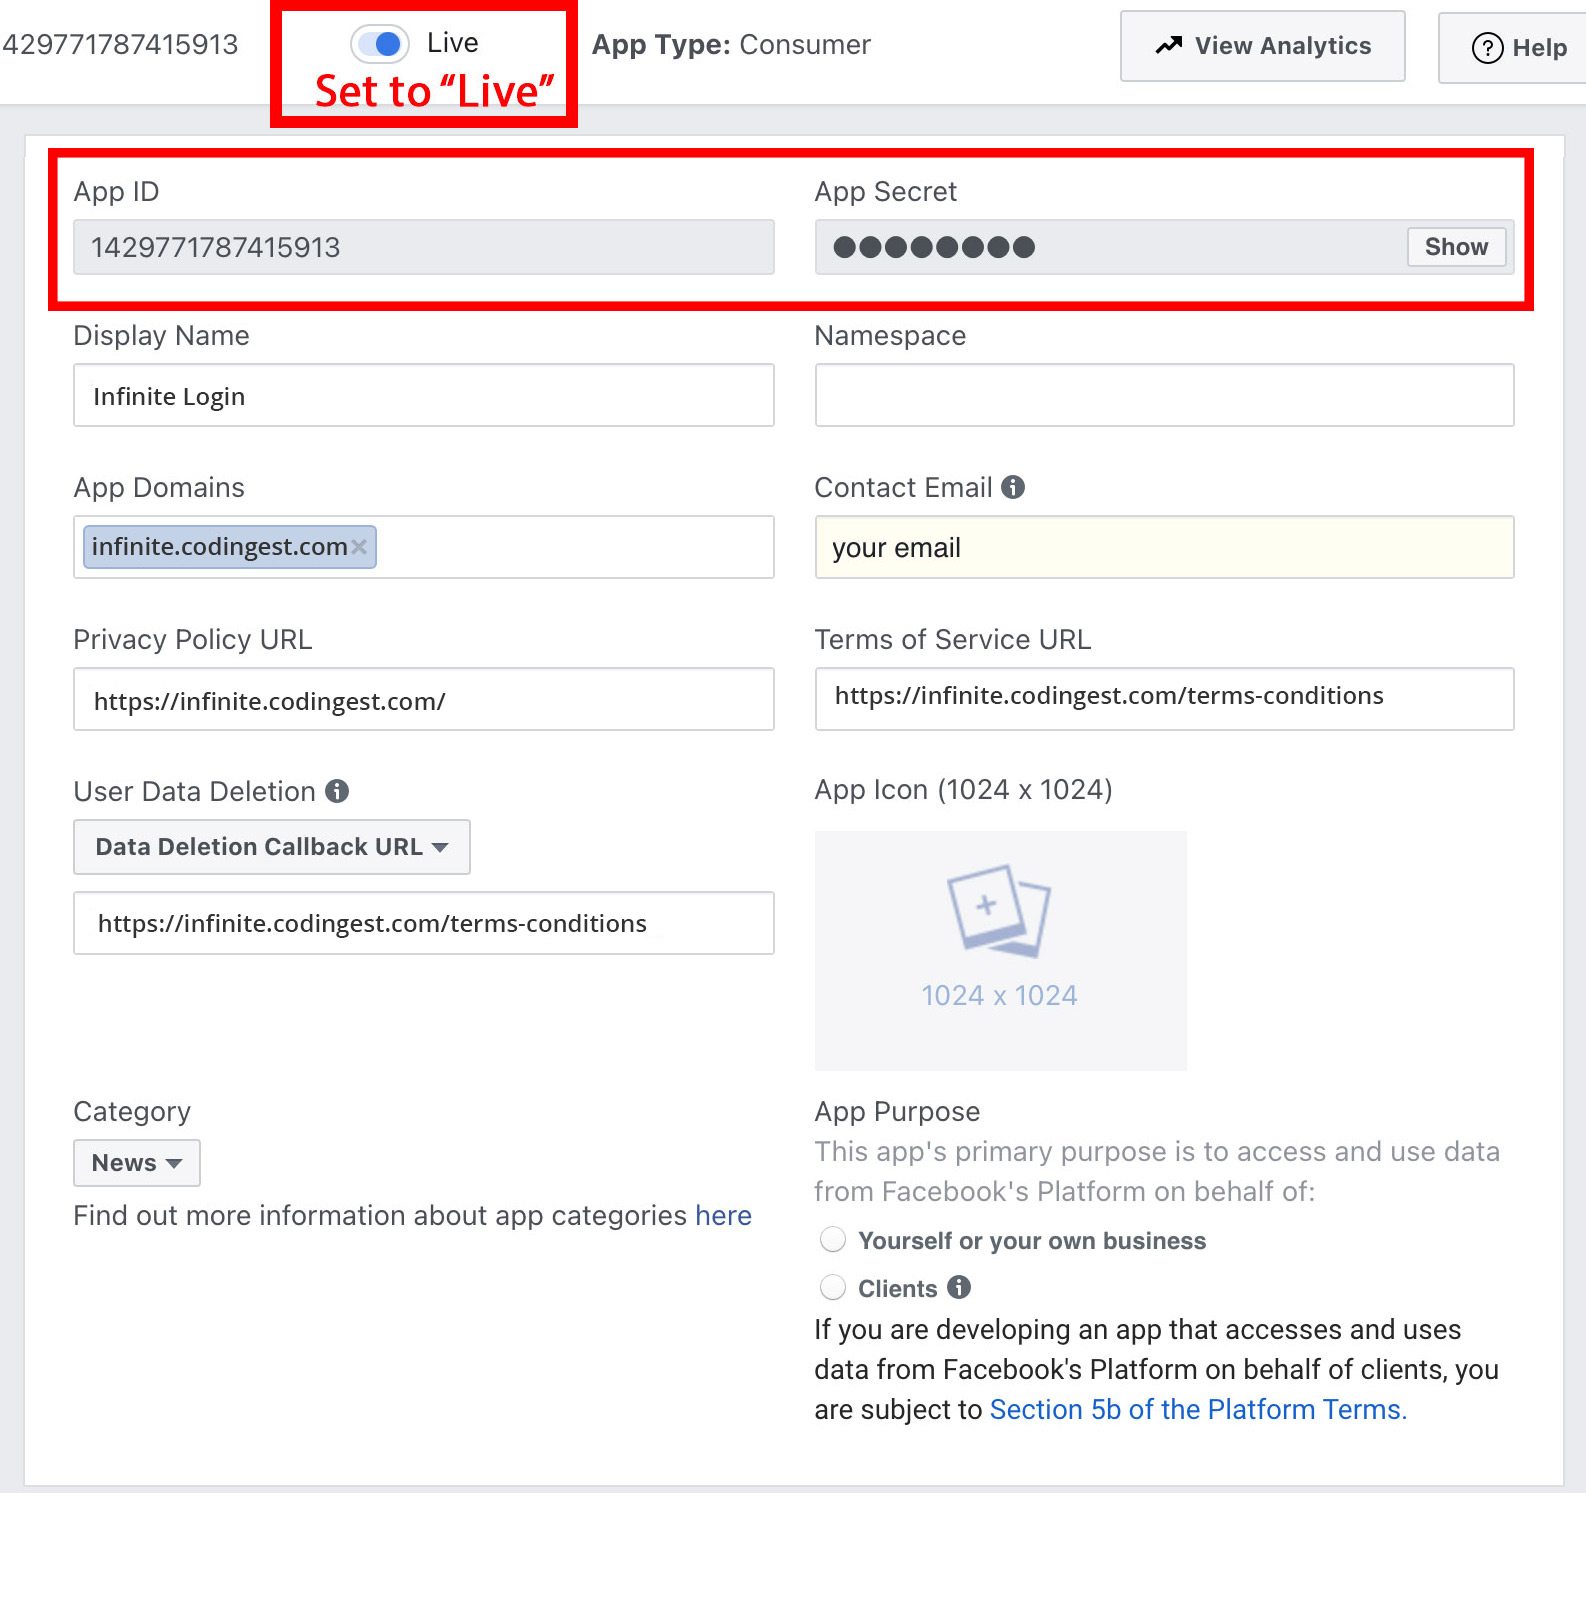 429771787415913 Live App Type: Consumer View Analytics ? Help
Set to “Live”
App ID
1429771787415913
App Secret
●●●●●●●● Show
Display Name
Infinite Login
Namespace
App Domains
infinite.codingest.com×
Contact Email
your email
Privacy Policy URL
https://infinite.codingest.com/
Terms of Service URL
https://infinite.codingest.com/terms-conditions
User Data Deletion
Data Deletion Callback URL
https://infinite.codingest.com/terms-conditions
App Icon (1024 x 1024)
1024 x 1024
Category
News
Find out more information about app categories here
App Purpose
This app's primary purpose is to access and use data
from Facebook's Platform on behalf of:
Yourself or your own business
Clients
If you are developing an app that accesses and uses
data from Facebook's Platform on behalf of clients, you
are subject to Section 5b of the Platform Terms.